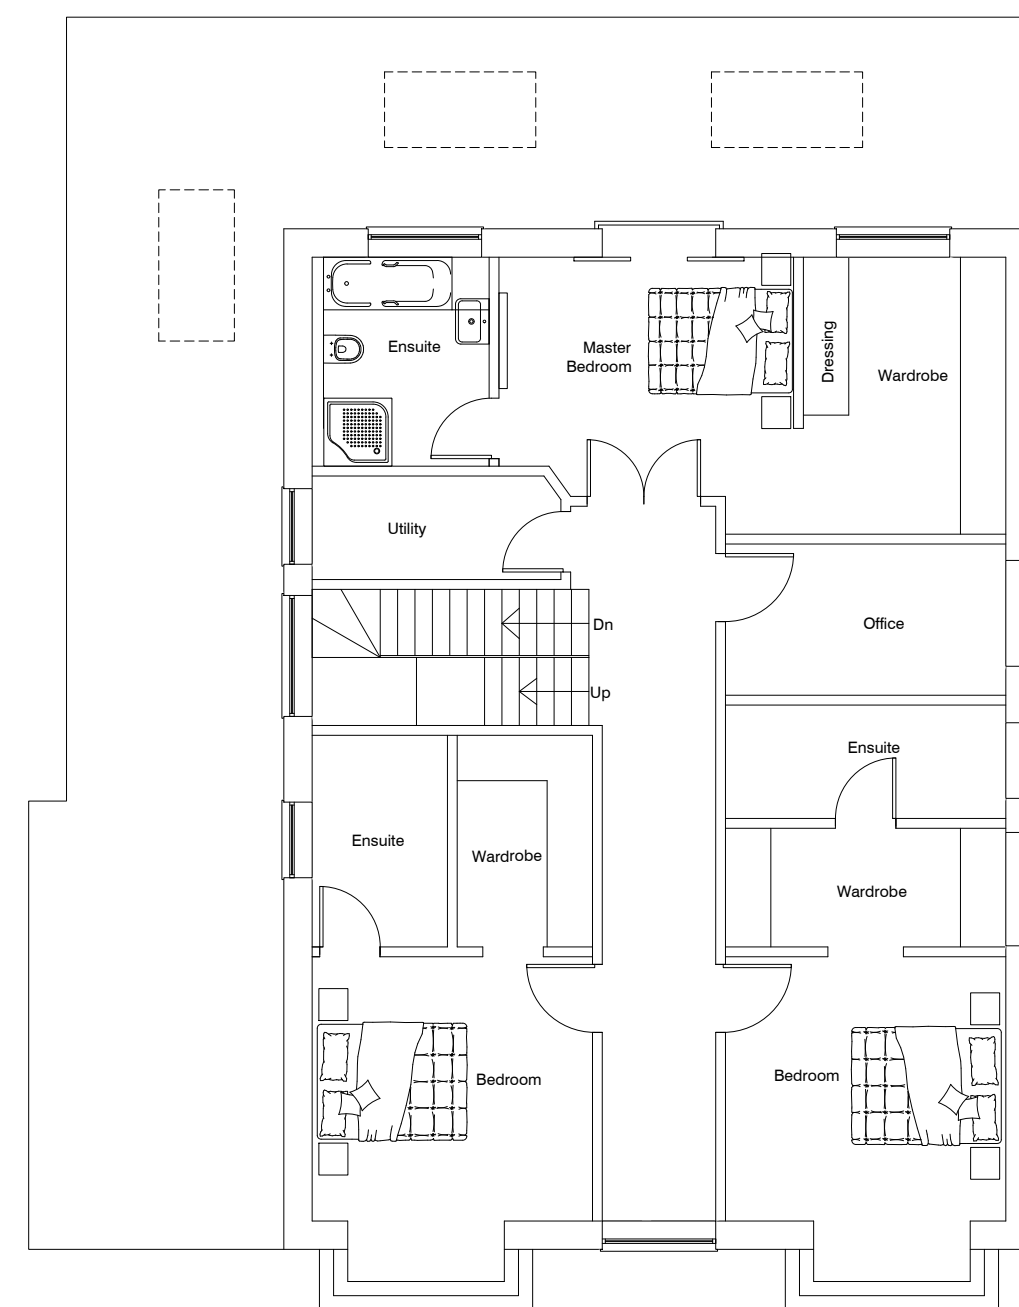 Ensuite
Master
Bedroom
Dressing
Wardrobe
Utility
Dn
Office
Up
Ensuite
Ensuite
Wardrobe
Wardrobe
Bedroom
Bedroom